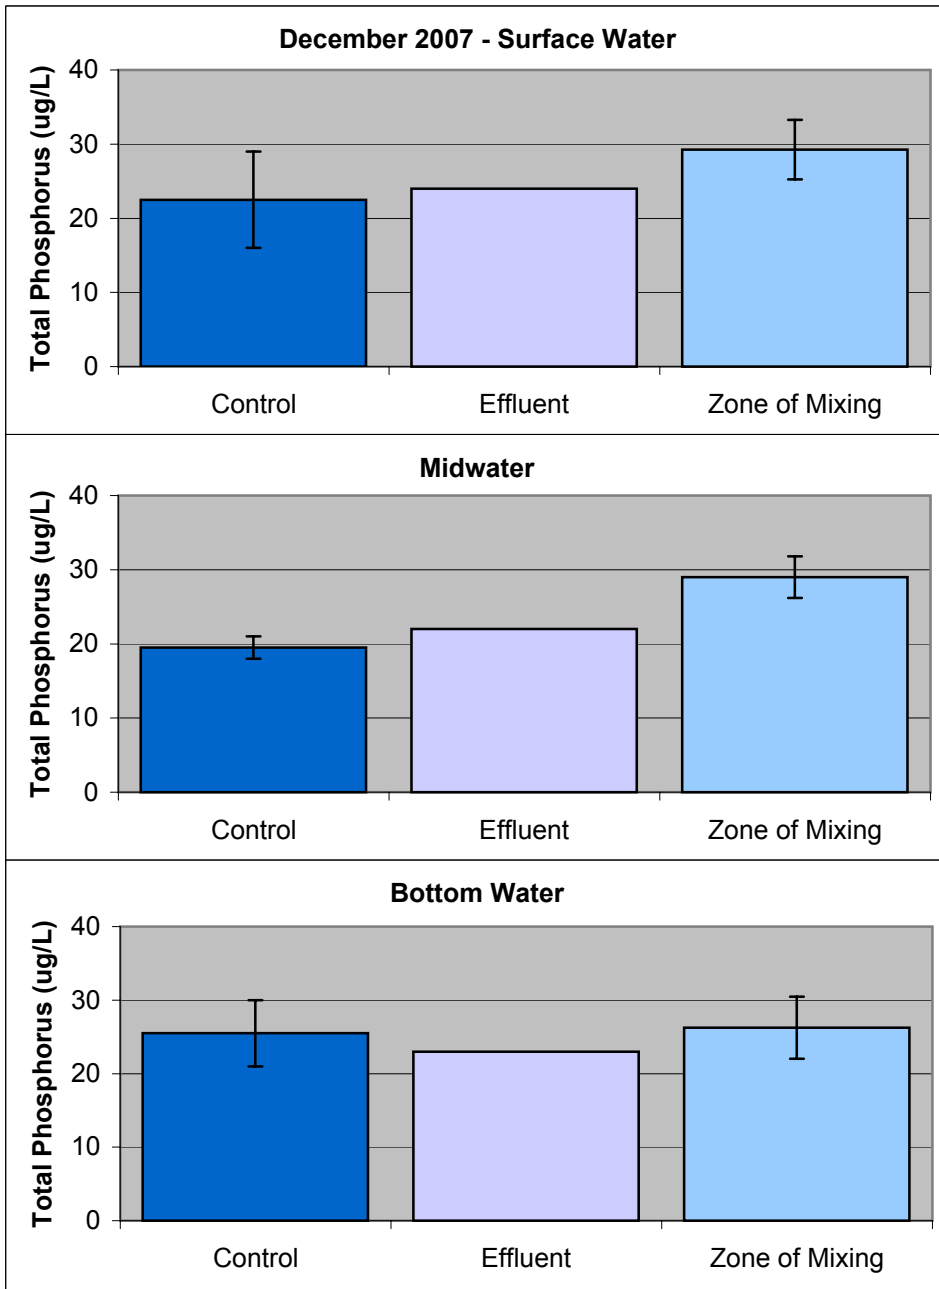 December 2007 - Surface Water
Total Phosphorus (ug/L)
40
30
20
10
0
Control Effluent Zone of Mixing
Midwater
Total Phosphorus (ug/L)
40
30
20
10
0
Control Effluent Zone of Mixing
Bottom Water
Total Phosphorus (ug/L)
40
30
20
10
0
Control Effluent Zone of Mixing